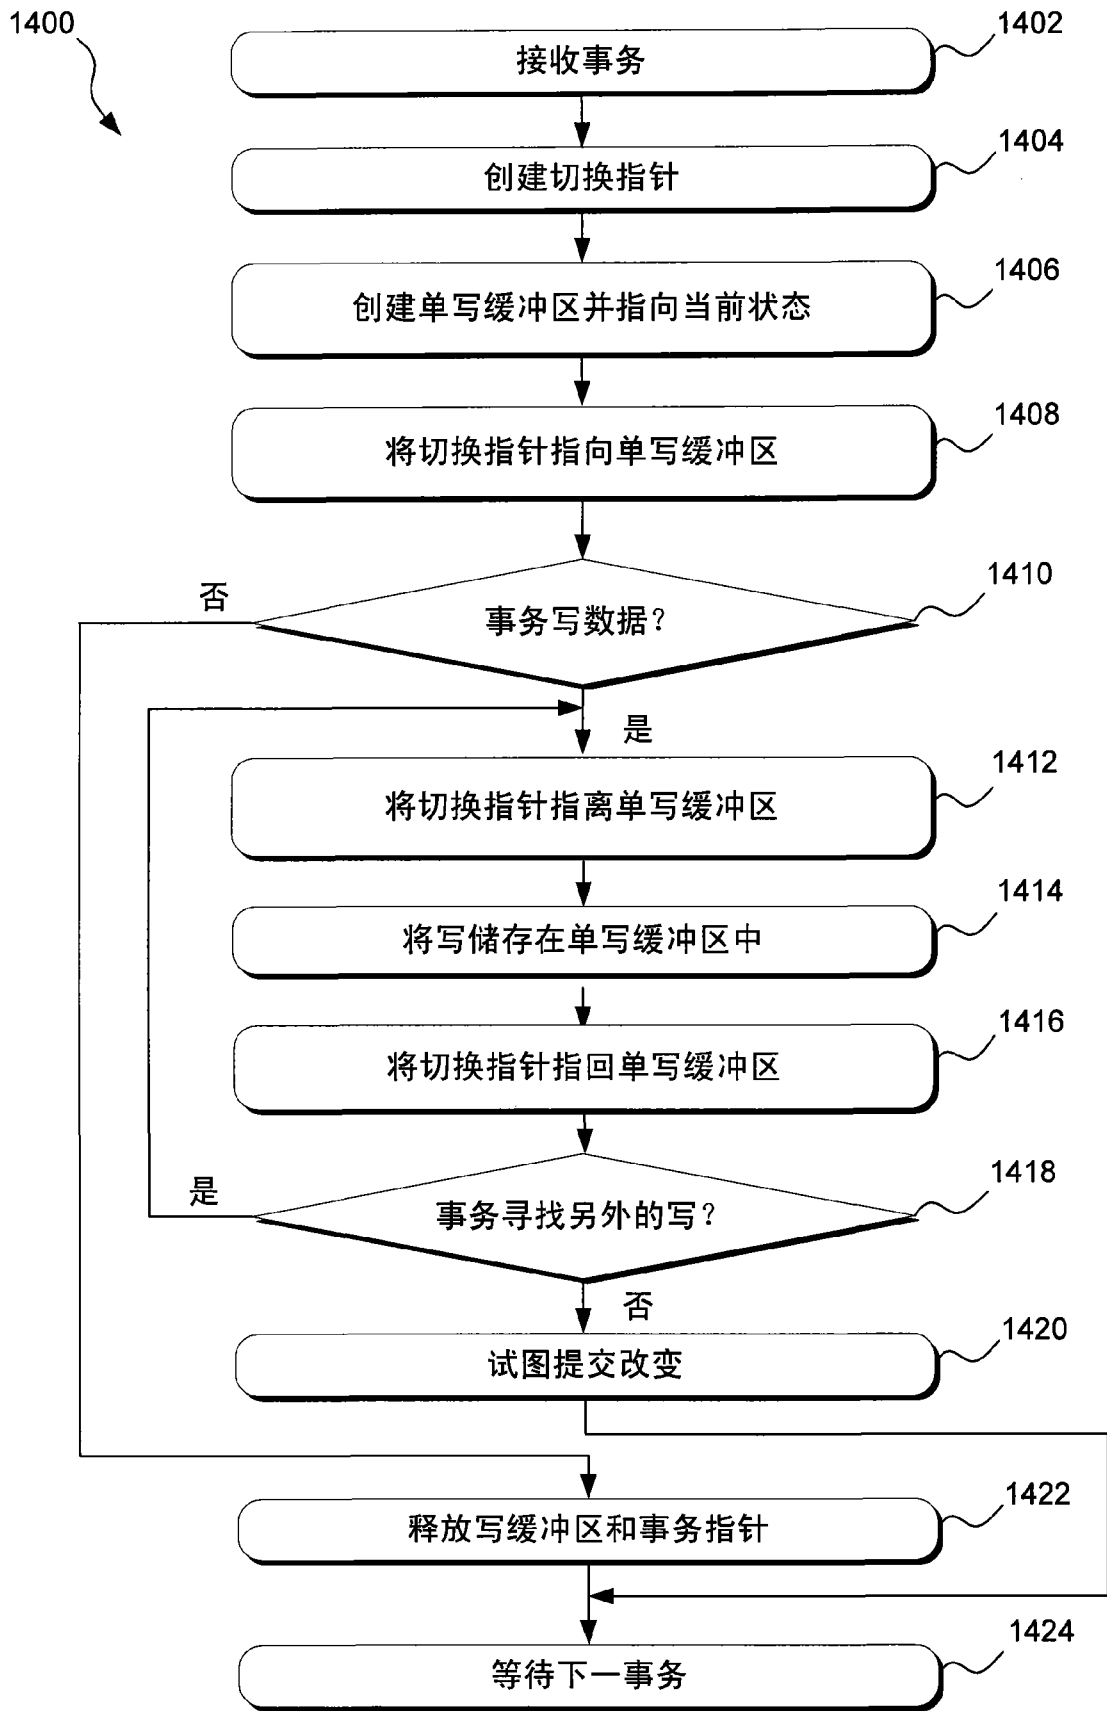 1400
接收事务
1402
创建切换指针
1404
创建单写缓冲区并指向当前状态
1406
将切换指针指向单写缓冲区
1408
事务写数据？
1410
否
是
将切换指针指离单写缓冲区
1412
将写储存在单写缓冲区中
1414
将切换指针指回单写缓冲区
1416
事务寻找另外的写？
1418
是
否
试图提交改变
1420
释放写缓冲区和事务指针
1422
等待下一事务
1424